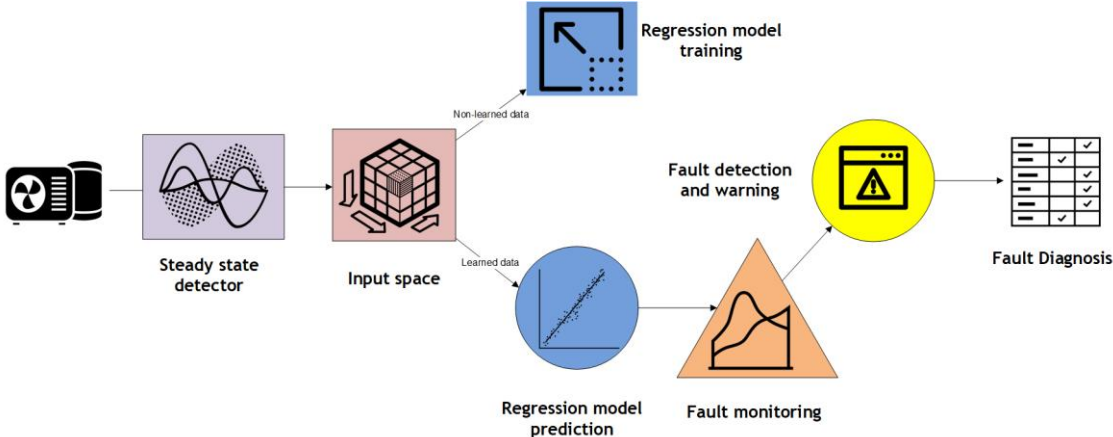 Regression model
training
Non-learned data
Fault detection
and warning
Steady state
detector
Input space
Learned data
Fault Diagnosis
Regression model
prediction
Fault monitoring